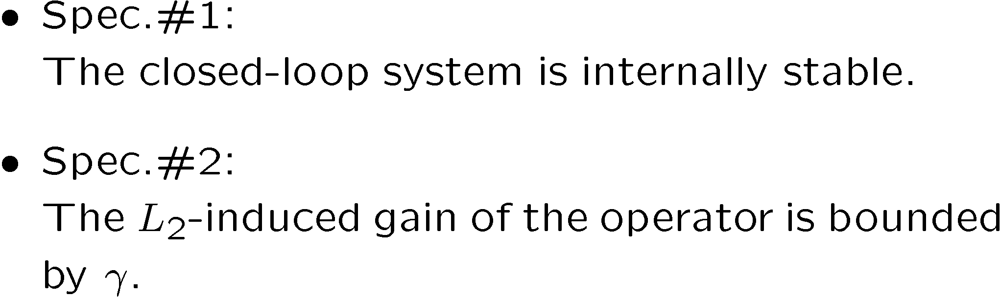 • Spec.#1:
The closed-loop system is internally stable.
• Spec.#2:
The L₂-induced gain of the operator is bounded
by γ.